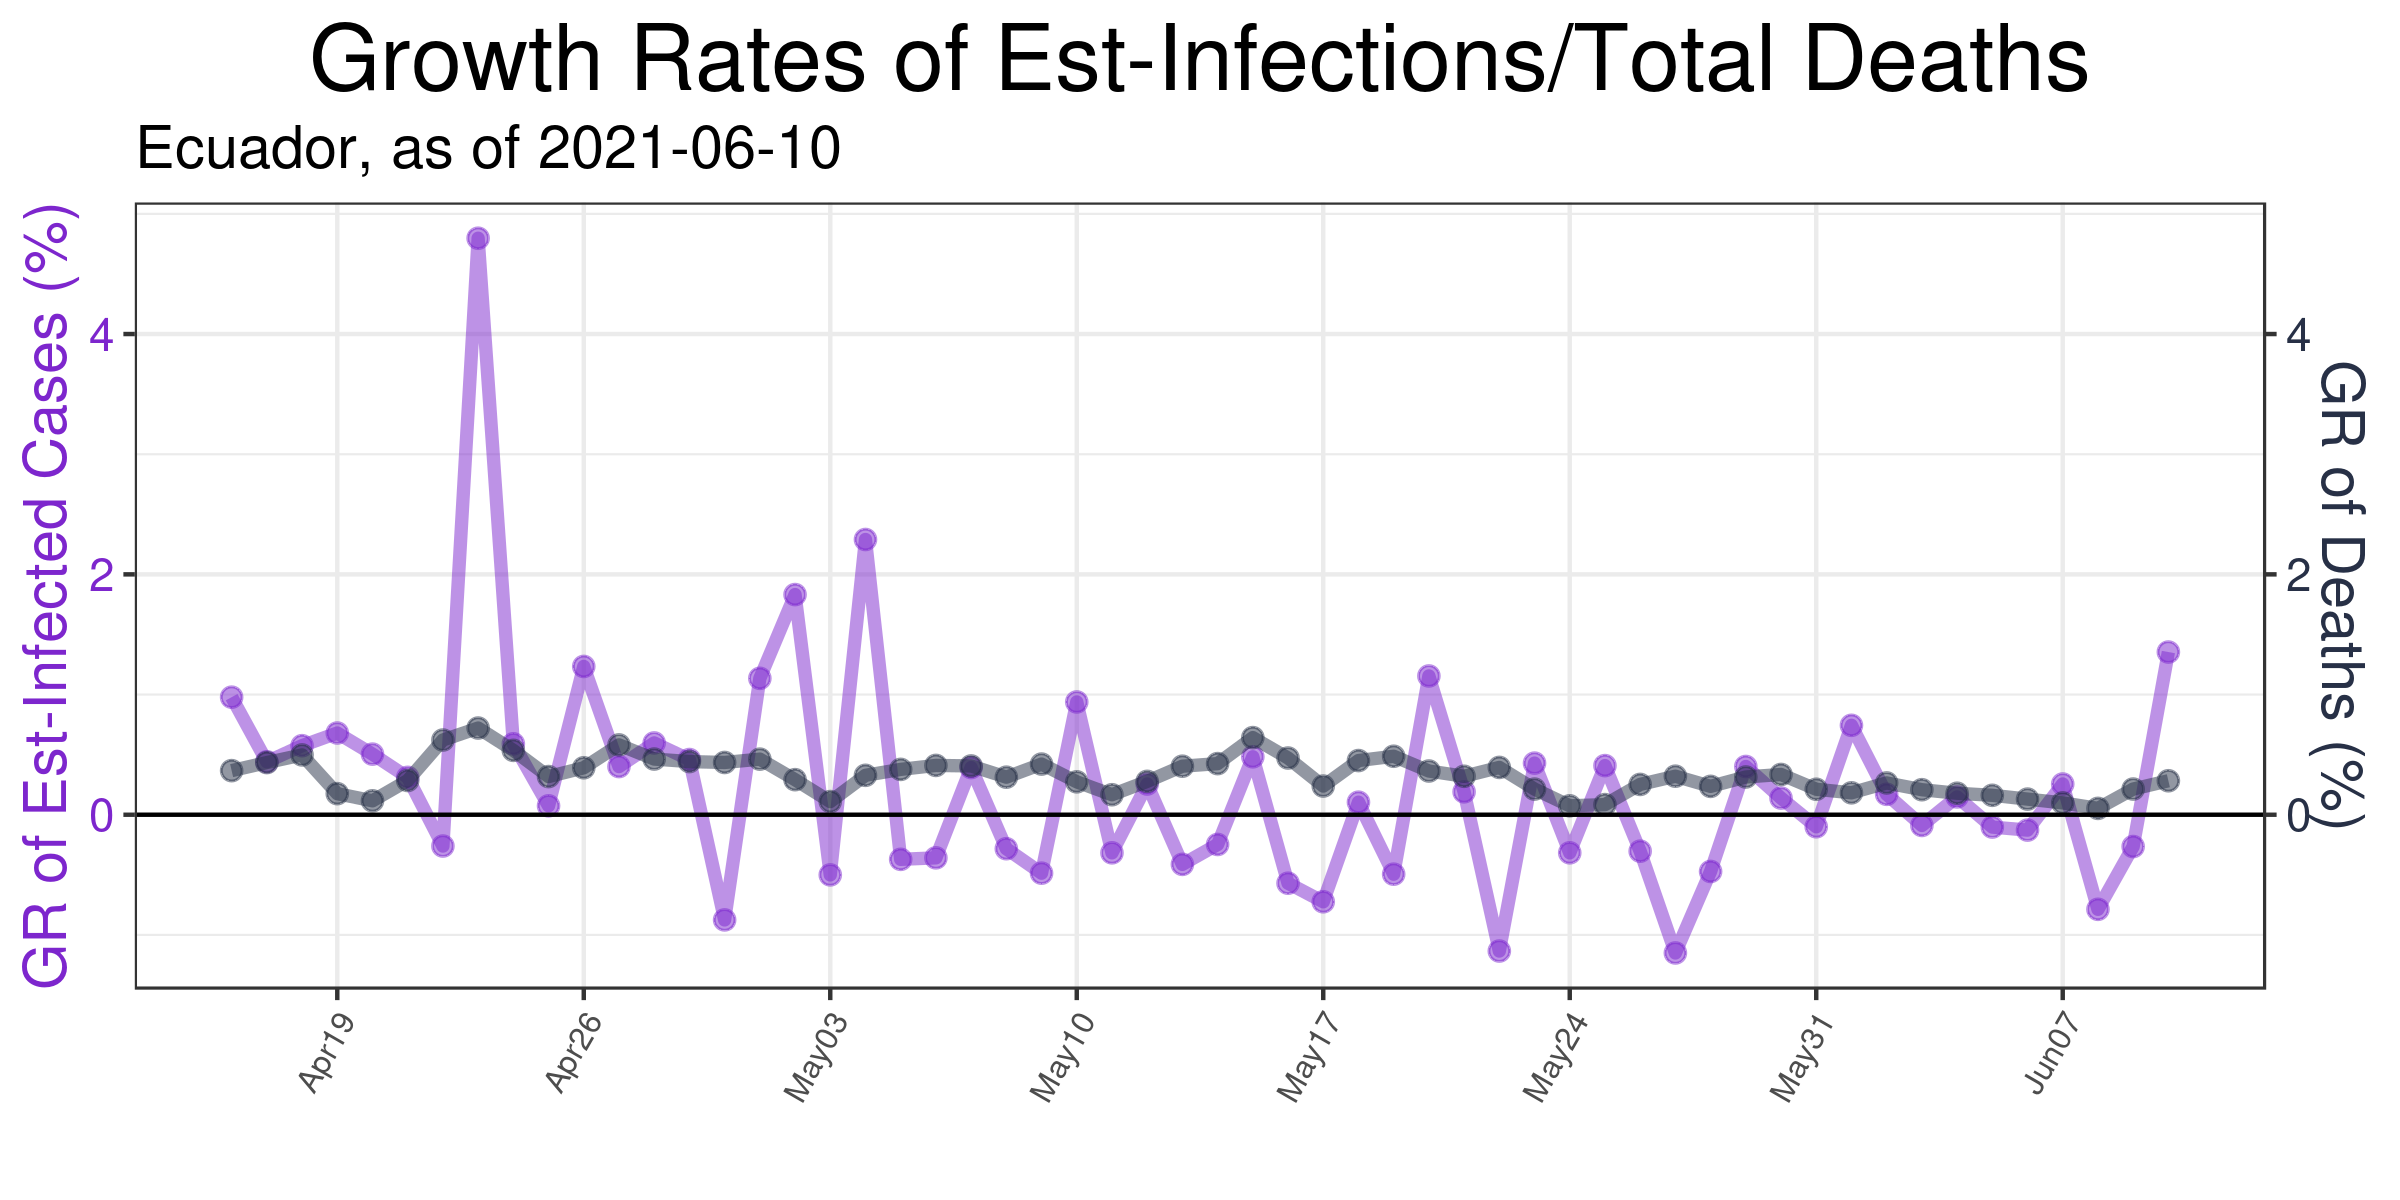 Growth Rates of Est-Infections/Total Deaths
Ecuador, as of 2021-06-10
GR of Est-Infected Cases (%)
4
2
0
4
2
0
GR of Deaths (%)
Apr19
Apr26
May03
May10
May17
May24
May31
Jun07